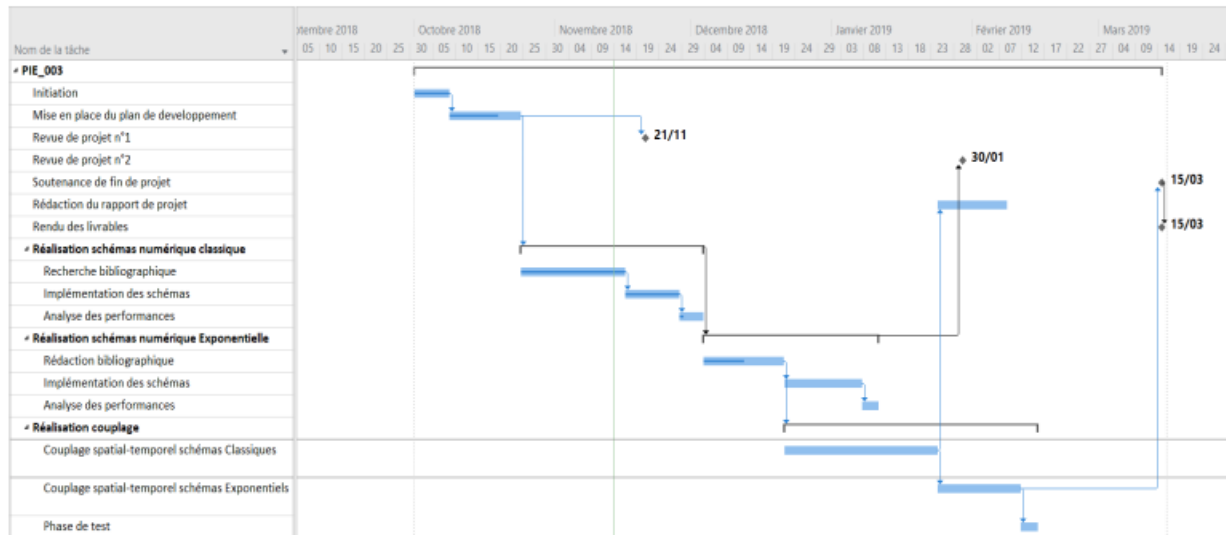 ptembre 2018 Octobre 2018 Novembre 2018 Décembre 2018 Janvier 2019 Février 2019 Mars 2019
Nom de la tâche 05 10 15 20 25 30 05 10 15 20 25 30 04 09 14 19 24 29 04 09 14 19 24 29 03 08 13 18 23 28 02 07 12 17 22 27 04 09 14 19 24
PIE_003
Initiation
Mise en place du plan de developpement
Revue de projet n°1 21/11
Revue de projet n°2 30/01
Soutenance de fin de projet 15/03
Rédaction du rapport de projet
Rendu des livrables 15/03
Réalisation schémas numérique classique
Recherche bibliographique
Implémentation des schémas
Analyse des performances
Réalisation schémas numérique Exponentielle
Rédaction bibliographique
Implémentation des schémas
Analyse des performances
Réalisation couplage
Couplage spatial-temporel schémas Classiques
Couplage spatial-temporel schémas Exponentiels
Phase de test